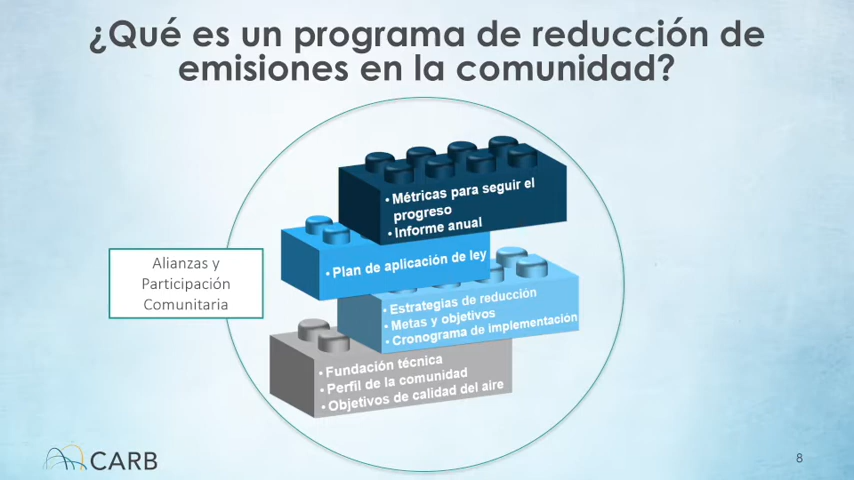 ¿Qué es un programa de reducción de
emisiones en la comunidad?
• Métricas para seguir el
progreso
• Informe anual
• Plan de aplicación de ley
Alianzas y
Participación
Comunitaria
• Estrategias de reducción
• Metas y objetivos
• Cronograma de implementación
• Fundación técnica
• Perfil de la comunidad
• Objetivos de calidad del aire
CARB
8